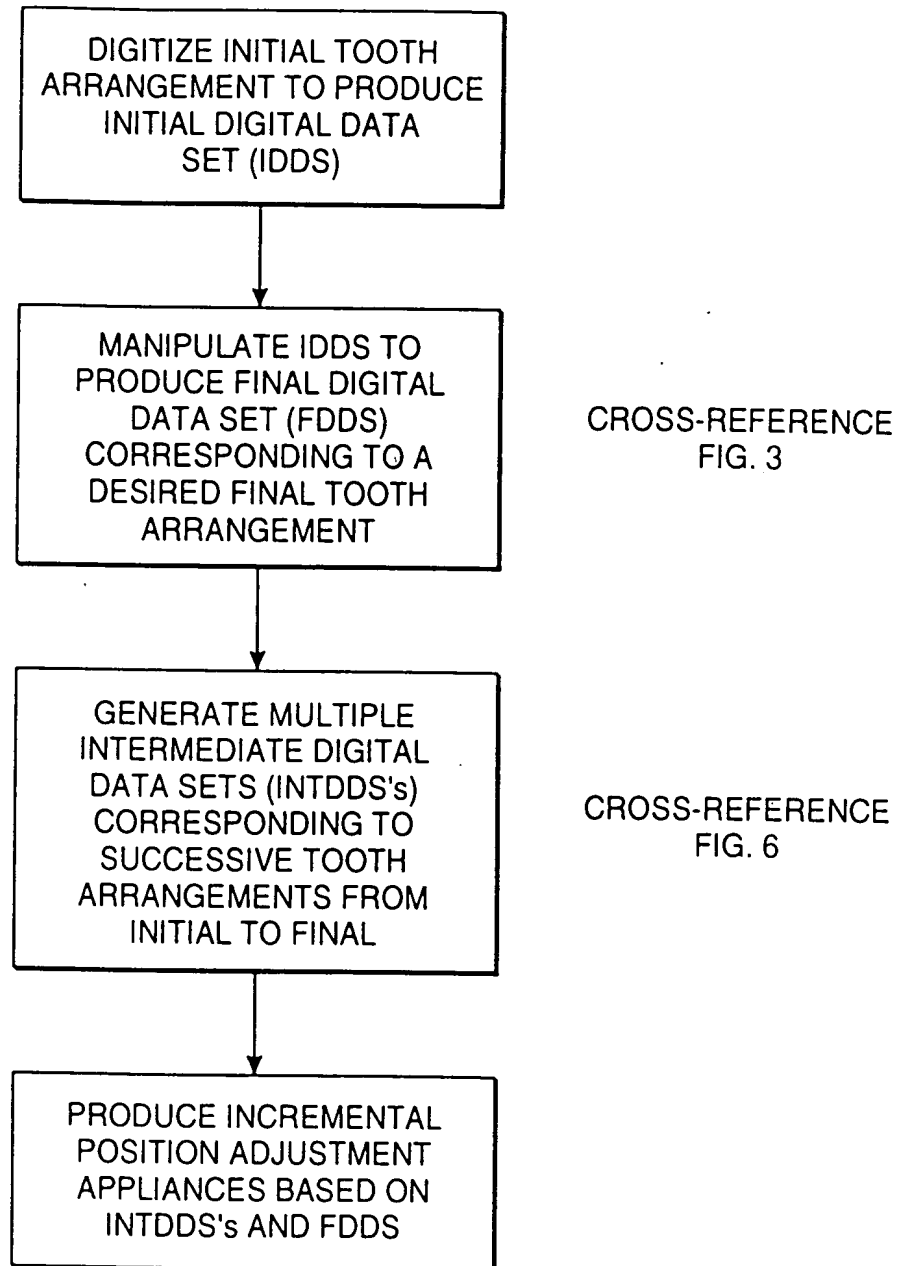 DIGITIZE INITIAL TOOTH
ARRANGEMENT TO PRODUCE
INITIAL DIGITAL DATA
SET (IDDS)
MANIPULATE IDDS TO
PRODUCE FINAL DIGITAL
DATA SET (FDDS)
CORRESPONDING TO A
DESIRED FINAL TOOTH
ARRANGEMENT
CROSS-REFERENCE
FIG. 3
GENERATE MULTIPLE
INTERMEDIATE DIGITAL
DATA SETS (INTDDS's)
CORRESPONDING TO
SUCCESSIVE TOOTH
ARRANGEMENTS FROM
INITIAL TO FINAL
CROSS-REFERENCE
FIG. 6
PRODUCE INCREMENTAL
POSITION ADJUSTMENT
APPLIANCES BASED ON
INTDDS's AND FDDS